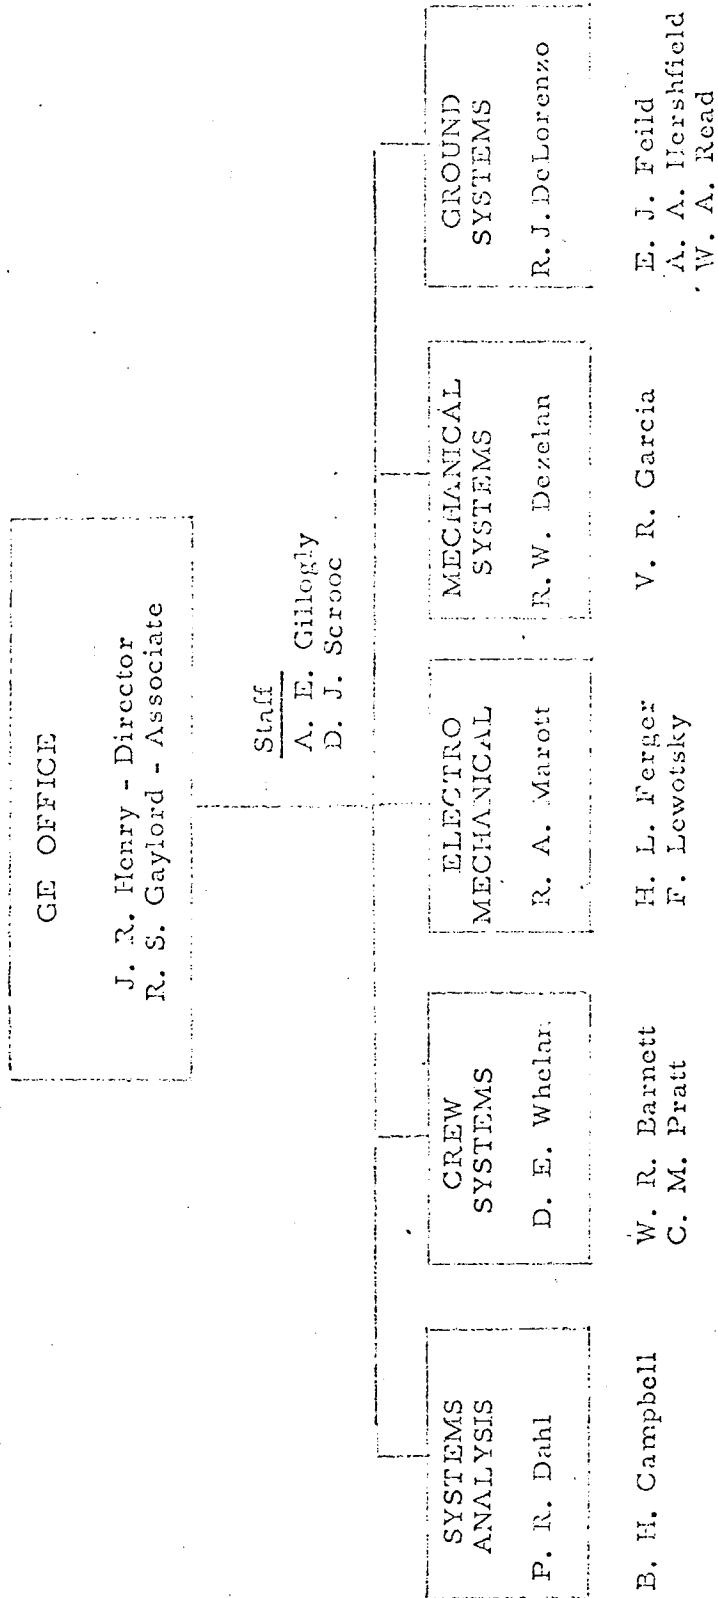 GE OFFICE
J. R. Henry - Director
R. S. Gaylord - Associate
Staff
A. E. Gillogly
D. J. Scrooc
SYSTEMS
ANALYSIS
P. R. Dahl
B. H. Campbell
CREW
SYSTEMS
D. E. Whelan
W. R. Barnett
C. M. Pratt
ELECTRO
MECHANICAL
R. A. Marott
H. L. Ferger
F. Lewotsky
MECHANICAL
SYSTEMS
R. W. Dezelan
V. R. Garcia
GROUND
SYSTEMS
R. J. DeLorenzo
E. J. Feild
A. A. Hershfield
W. A. Read